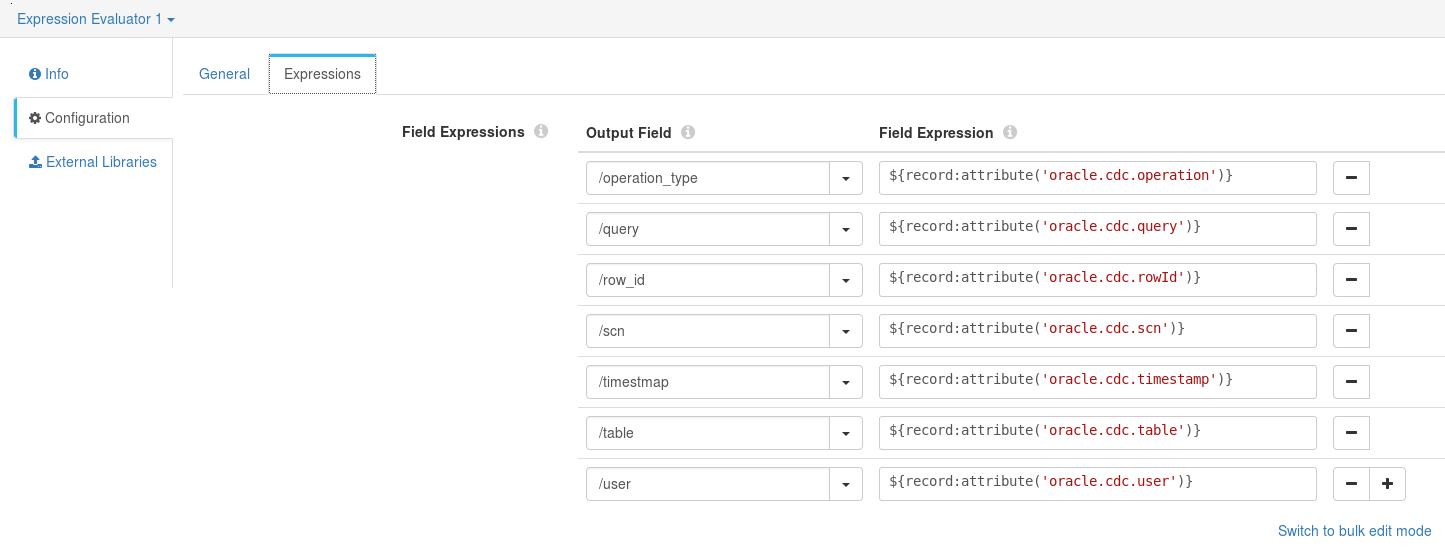 Expression Evaluator 1
Info
Configuration
External Libraries
General Expressions
Field Expressions Output Field Field Expression
/operation_type ${record:attribute('oracle.cdc.operation')}
/query ${record:attribute('oracle.cdc.query')}
/row_id ${record:attribute('oracle.cdc.rowId')}
/scn ${record:attribute('oracle.cdc.scn')}
/timestmap ${record:attribute('oracle.cdc.timestamp')}
/table ${record:attribute('oracle.cdc.table')}
/user ${record:attribute('oracle.cdc.user')}
Switch to bulk edit mode